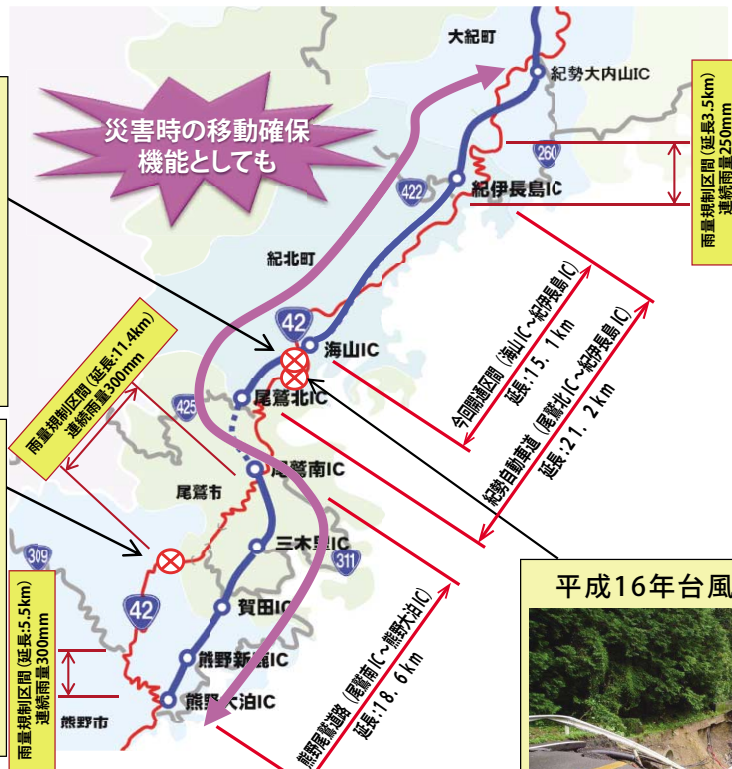 大紀町
紀勢大内山IC
災害時の移動確保
機能としても
雨量規制区間(延長3.5km)
連続雨量250mm
260
422
紀伊長島IC
紀北町
42
海山IC
今回開通区間(海山IC~紀伊長島IC)
延長:15.1km
紀勢自動車道(尾鷲北IC~紀伊長島IC)
延長:21.2km
雨量規制区間(延長:11.4km)
連続雨量300mm
425
尾鷲北IC
尾鷲南IC
尾鷲市
三木里IC
311
309
42
賀田IC
雨量規制区間(延長:5.5km)
連続雨量300mm
熊野新鹿IC
熊野大泊IC
熊野市
熊野尾鷲道路(尾鷲南IC~熊野大泊IC)
延長:18.6km
平成16年台風